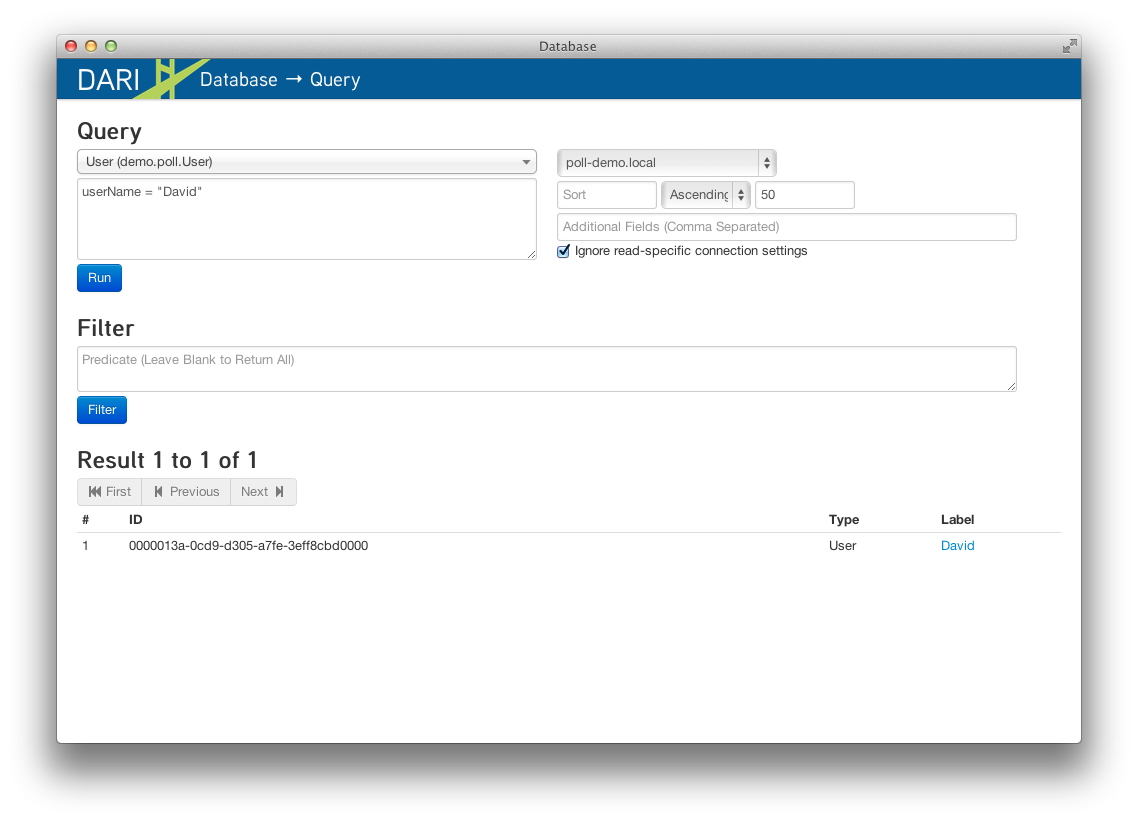 Database
DARI Database → Query
Query
User (demo.poll.User)
poll-demo.local
userName = "David"
Sort Ascending 50
Additional Fields (Comma Separated)
Ignore read-specific connection settings
Run
Filter
Predicate (Leave Blank to Return All)
Filter
Result 1 to 1 of 1
First Previous Next
# ID Type Label
1 0000013a-0cd9-d305-a7fe-3eff8cbd0000 User David